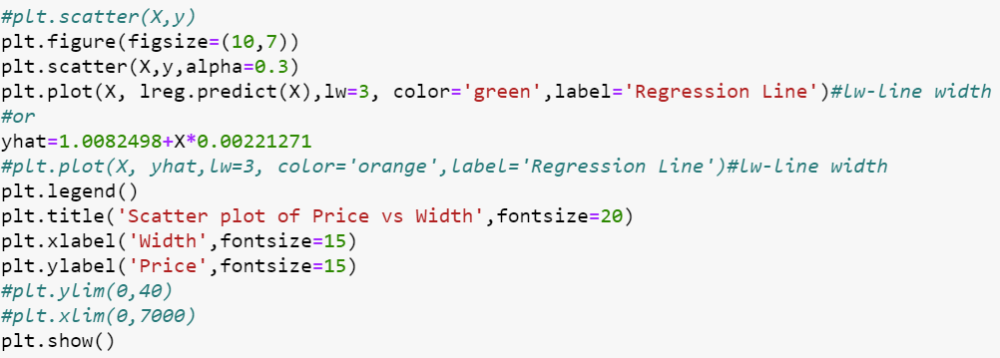 #plt.scatter(X,y)
plt.figure(figsize=(10,7))
plt.scatter(X,y,alpha=0.3)
plt.plot(X, lreg.predict(X),lw=3, color='green',label='Regression Line')#lw-line width
#or
yhat=1.0082498+X*0.00221271
#plt.plot(X, yhat,lw=3, color='orange',label='Regression Line')#lw-line width
plt.legend()
plt.title('Scatter plot of Price vs Width',fontsize=20)
plt.xlabel('Width',fontsize=15)
plt.ylabel('Price',fontsize=15)
#plt.ylim(0,40)
#plt.xlim(0,7000)
plt.show()